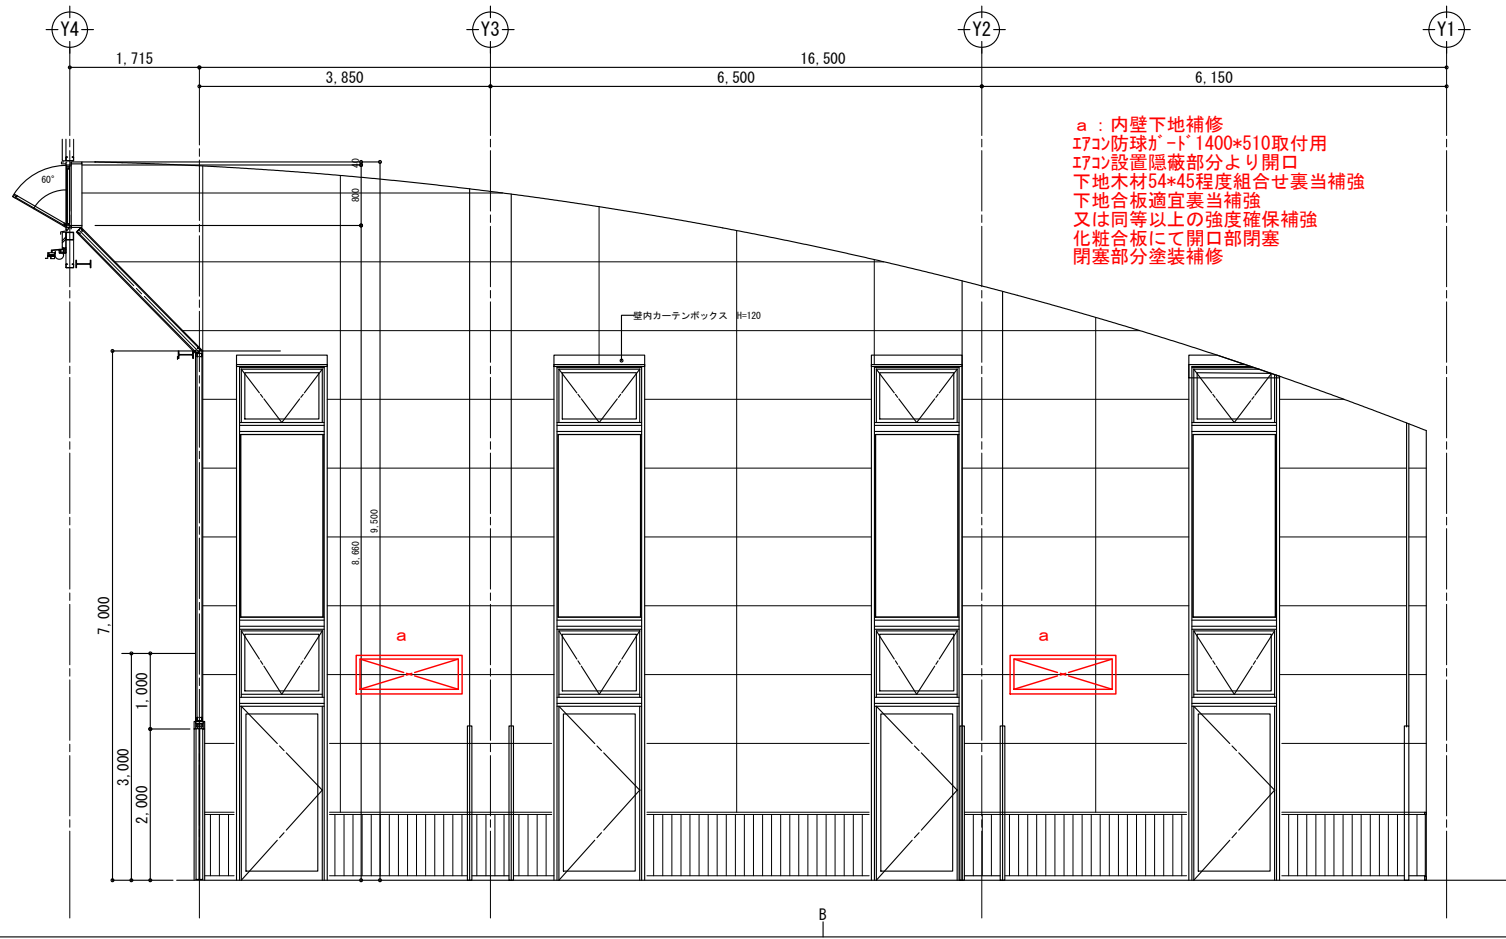 Y4
Y3
Y2
Y1
1,715
16,500
3,850
6,500
6,150
a : 内壁下地補修
ｴｱｺﾝ防球ｶﾞｰﾄﾞ1400*510取付用
ｴｱｺﾝ設置隠蔽部分より開口
下地木材54*45程度組合せ裏当補強
下地合板適宜裏当補強
又は同等以上の強度確保補強
化粧合板にて開口部閉塞
閉塞部分塗装補修
60°
40
800
壁内カーテンボックス H=120
9,500
8,660
7,000
a
a
1,000
3,000
2,000
B